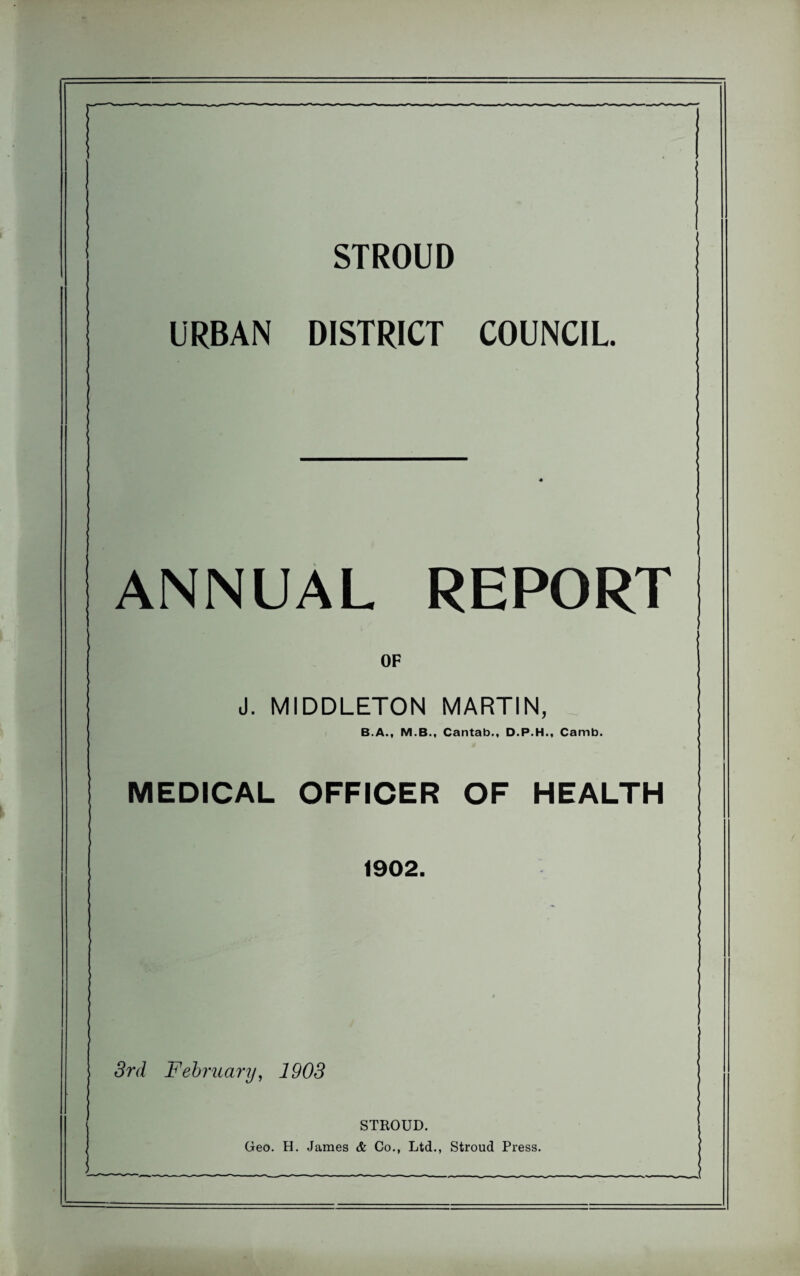 STROUD
URBAN DISTRICT COUNCIL.
ANNUAL REPORT
OF
J. MIDDLETON MARTIN,
B.A., M.B., Cantab., D.P.H., Camb.
MEDICAL OFFICER OF HEALTH
1902.
3rd February, 1903
STROUD.
Geo. H. James & Co., Ltd., Stroud Press.